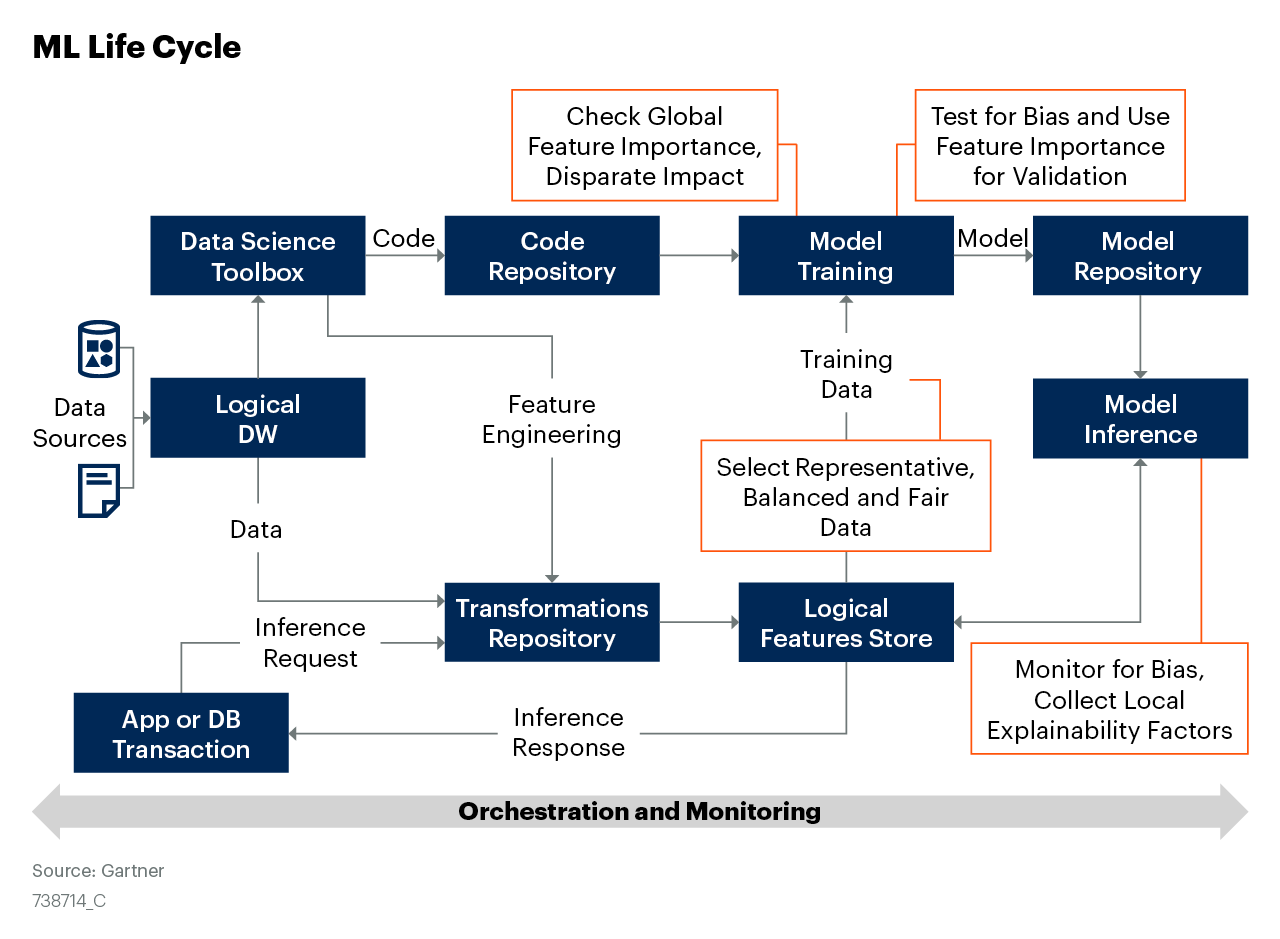 ML Life Cycle
Check Global
Feature Importance,
Disparate Impact
Test for Bias and Use
Feature Importance
for Validation
Data Science
Toolbox
Code
Code
Repository
Model
Training
Model
Model
Repository
Data
Sources
Logical
DW
Feature
Engineering
Training
Data
Model
Inference
Select Representative,
Balanced and Fair
Data
Data
Inference
Request
Transformations
Repository
Logical
Features Store
Monitor for Bias,
Collect Local
Explainability Factors
App or DB
Transaction
Inference
Response
Orchestration and Monitoring
Source: Gartner
738714_C